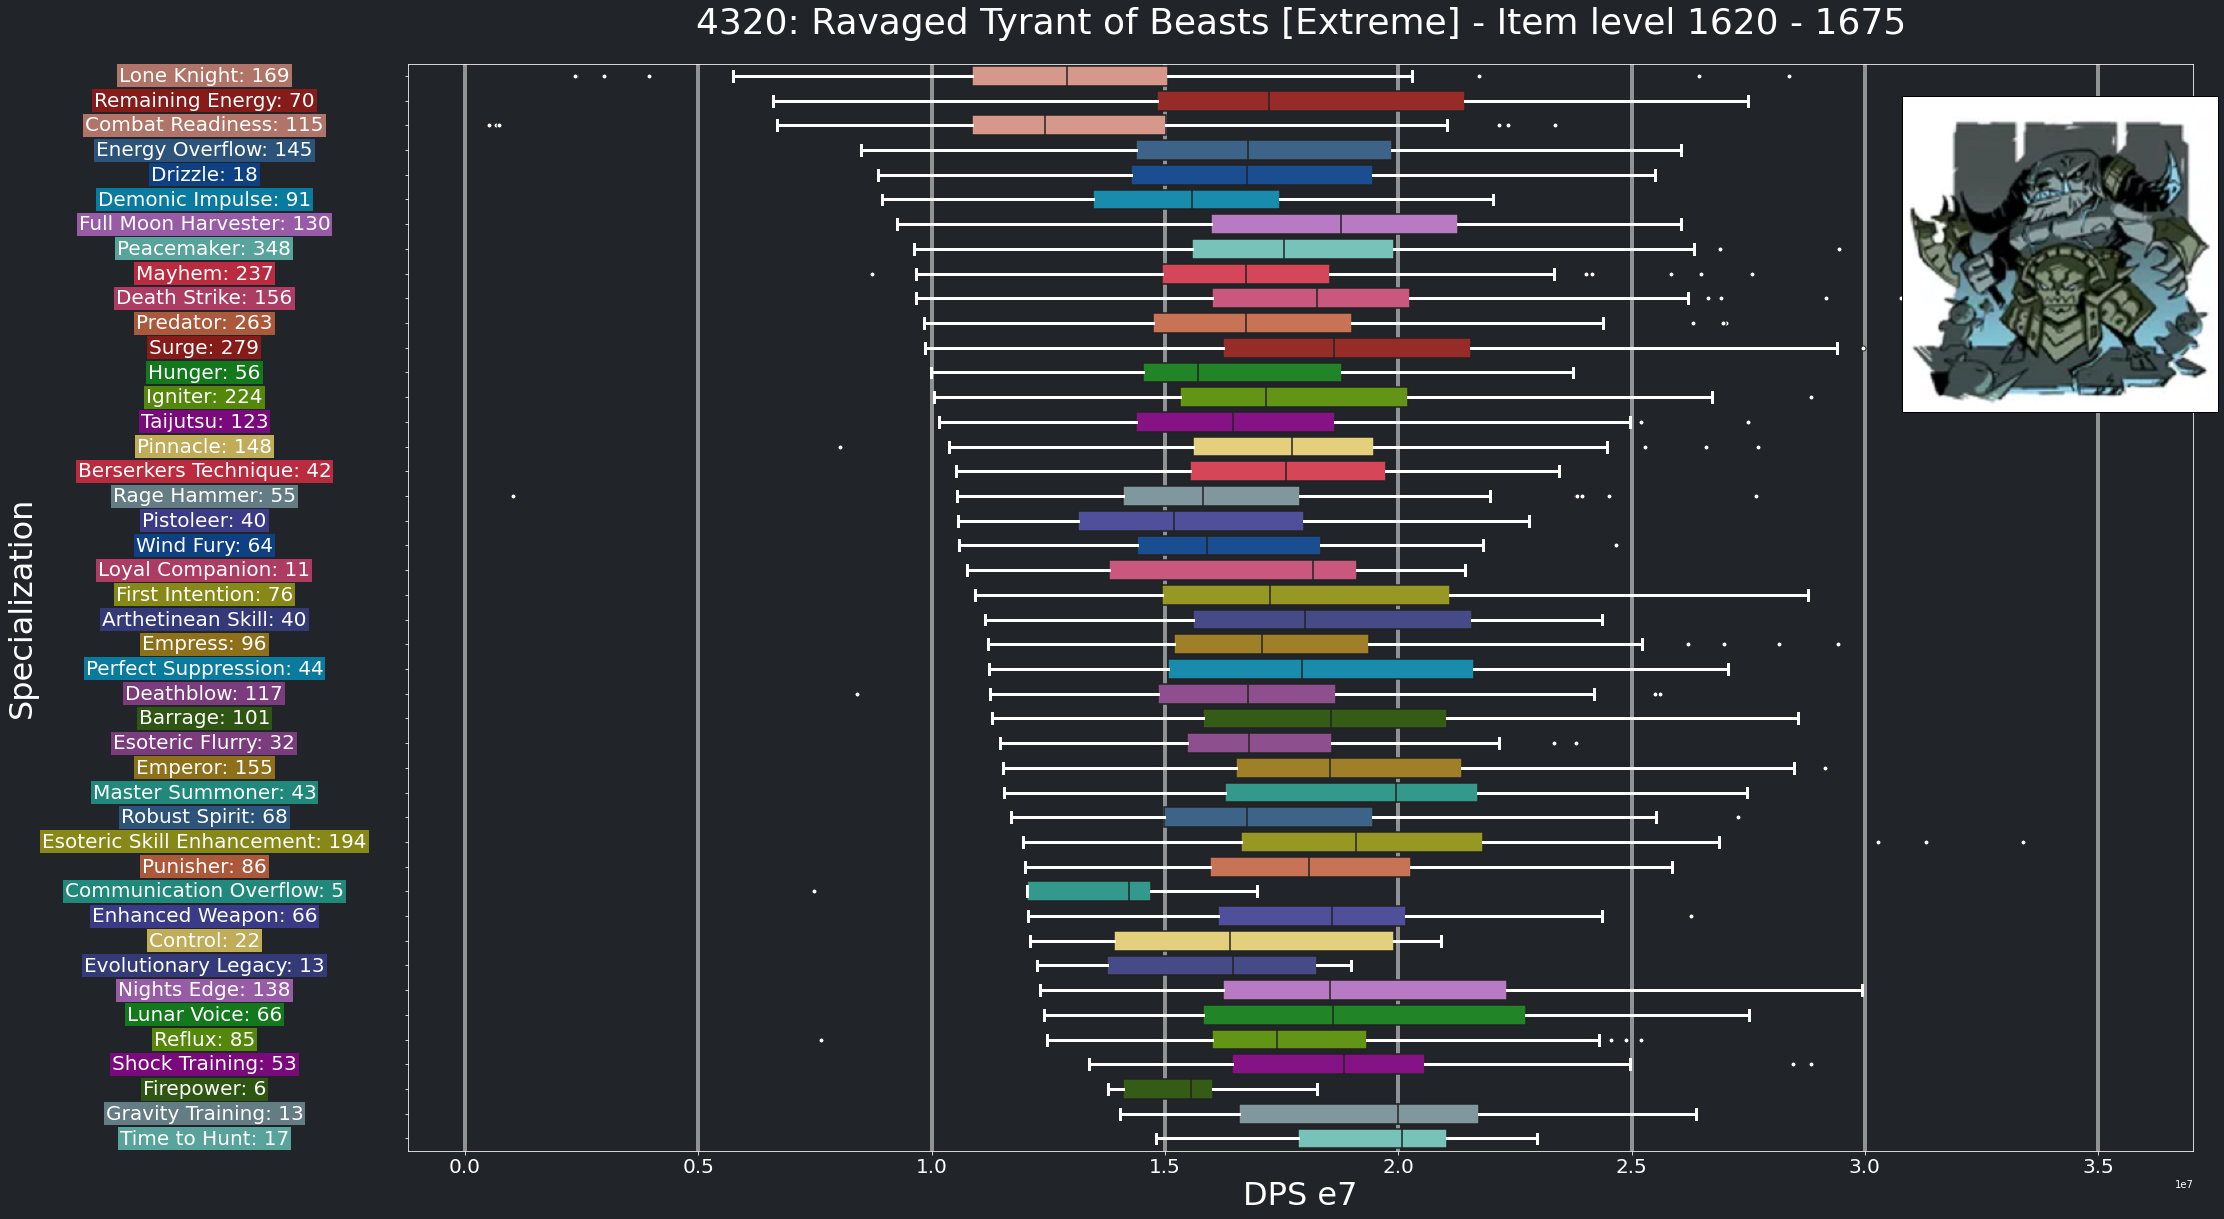 4320: Ravaged Tyrant of Beasts [Extreme] - Item level 1620 - 1675
Lone Knight: 169
Remaining Energy: 70
Combat Readiness: 115
Energy Overflow: 145
Drizzle: 18
Demonic Impulse: 91
Full Moon Harvester: 130
Peacemaker: 348
Mayhem: 237
Death Strike: 156
Predator: 263
Surge: 279
Hunger: 56
Igniter: 224
Taijutsu: 123
Pinnacle: 148
Berserkers Technique: 42
Rage Hammer: 55
Pistoleer: 40
Wind Fury: 64
Loyal Companion: 11
First Intention: 76
Arthetinean Skill: 40
Empress: 96
Perfect Suppression: 44
Deathblow: 117
Barrage: 101
Esoteric Flurry: 32
Emperor: 155
Master Summoner: 43
Robust Spirit: 68
Esoteric Skill Enhancement: 194
Punisher: 86
Communication Overflow: 5
Enhanced Weapon: 66
Control: 22
Evolutionary Legacy: 13
Nights Edge: 138
Lunar Voice: 66
Reflux: 85
Shock Training: 53
Firepower: 6
Gravity Training: 13
Time to Hunt: 17
Specialization
0.0 0.5 1.0 1.5 2.0 2.5 3.0 3.5
1e7
DPS e7